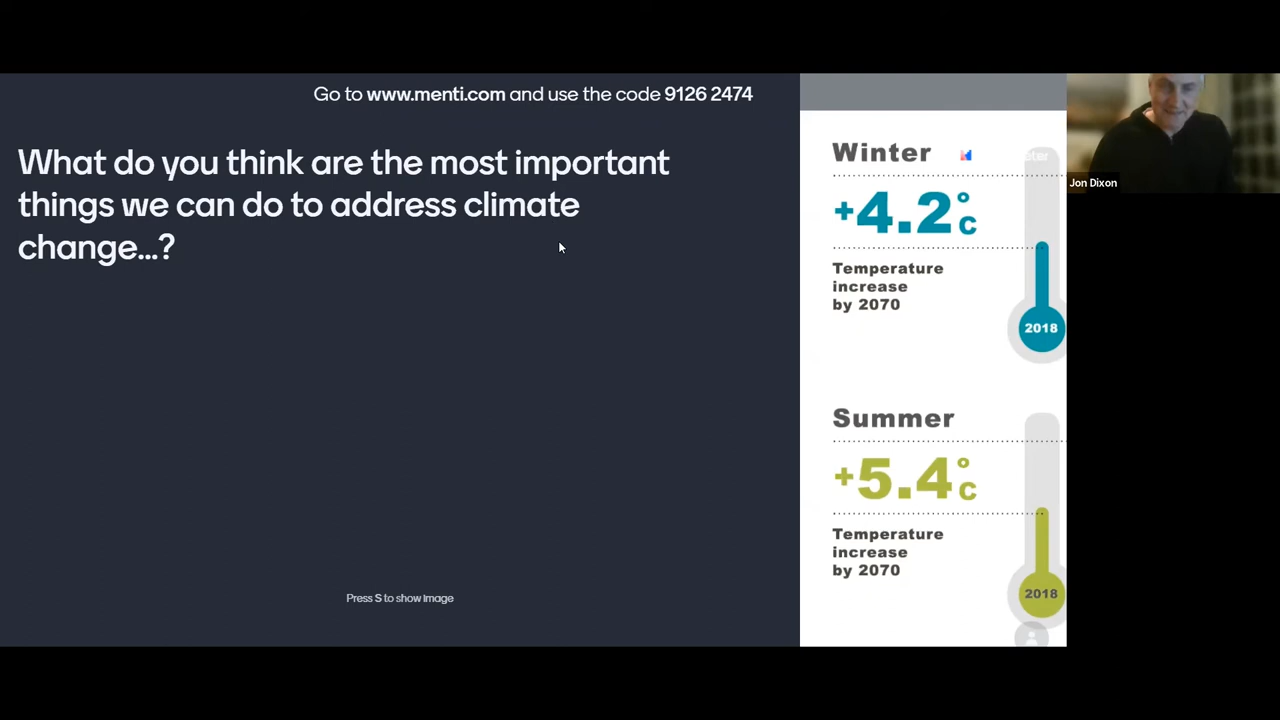 Go to www.menti.com and use the code 9126 2474
What do you think are the most important
things we can do to address climate
change...?
Press S to show image
Winter
+4.2°C
Temperature
increase
by 2070
2018
Summer
+5.4°C
Temperature
increase
by 2070
2018
Jon Dixon